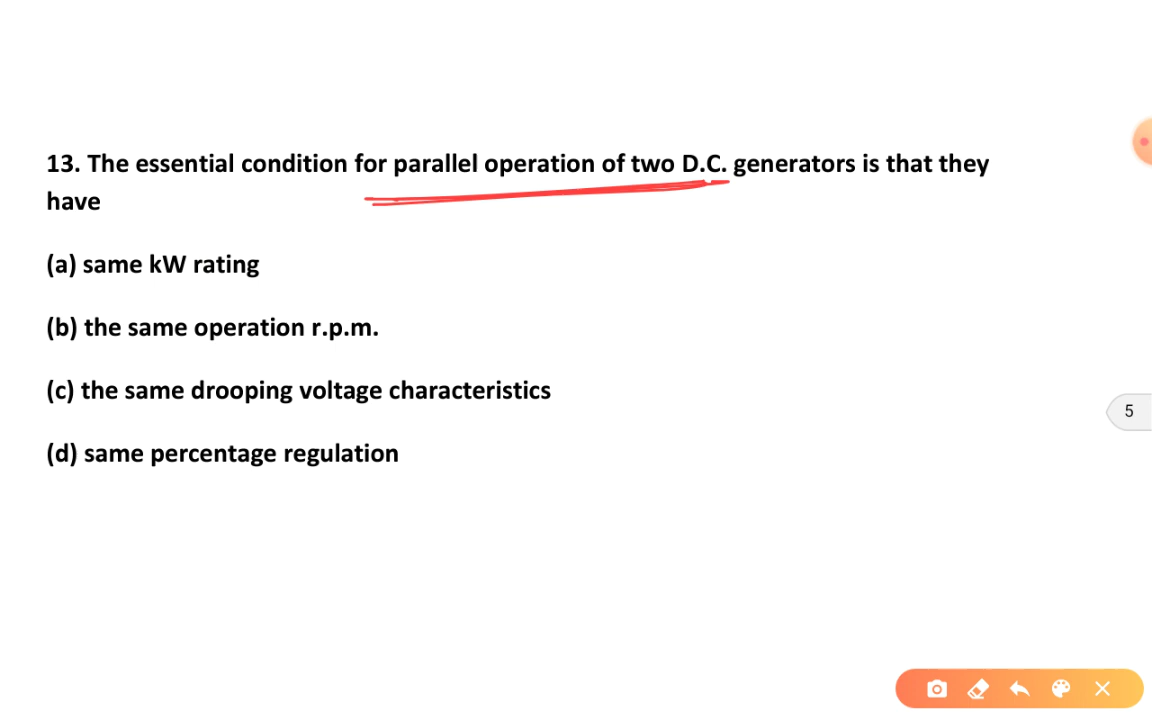 13. The essential condition for parallel operation of two D.C. generators is that they
have
(a) same kW rating
(b) the same operation r.p.m.
(c) the same drooping voltage characteristics
5
(d) same percentage regulation